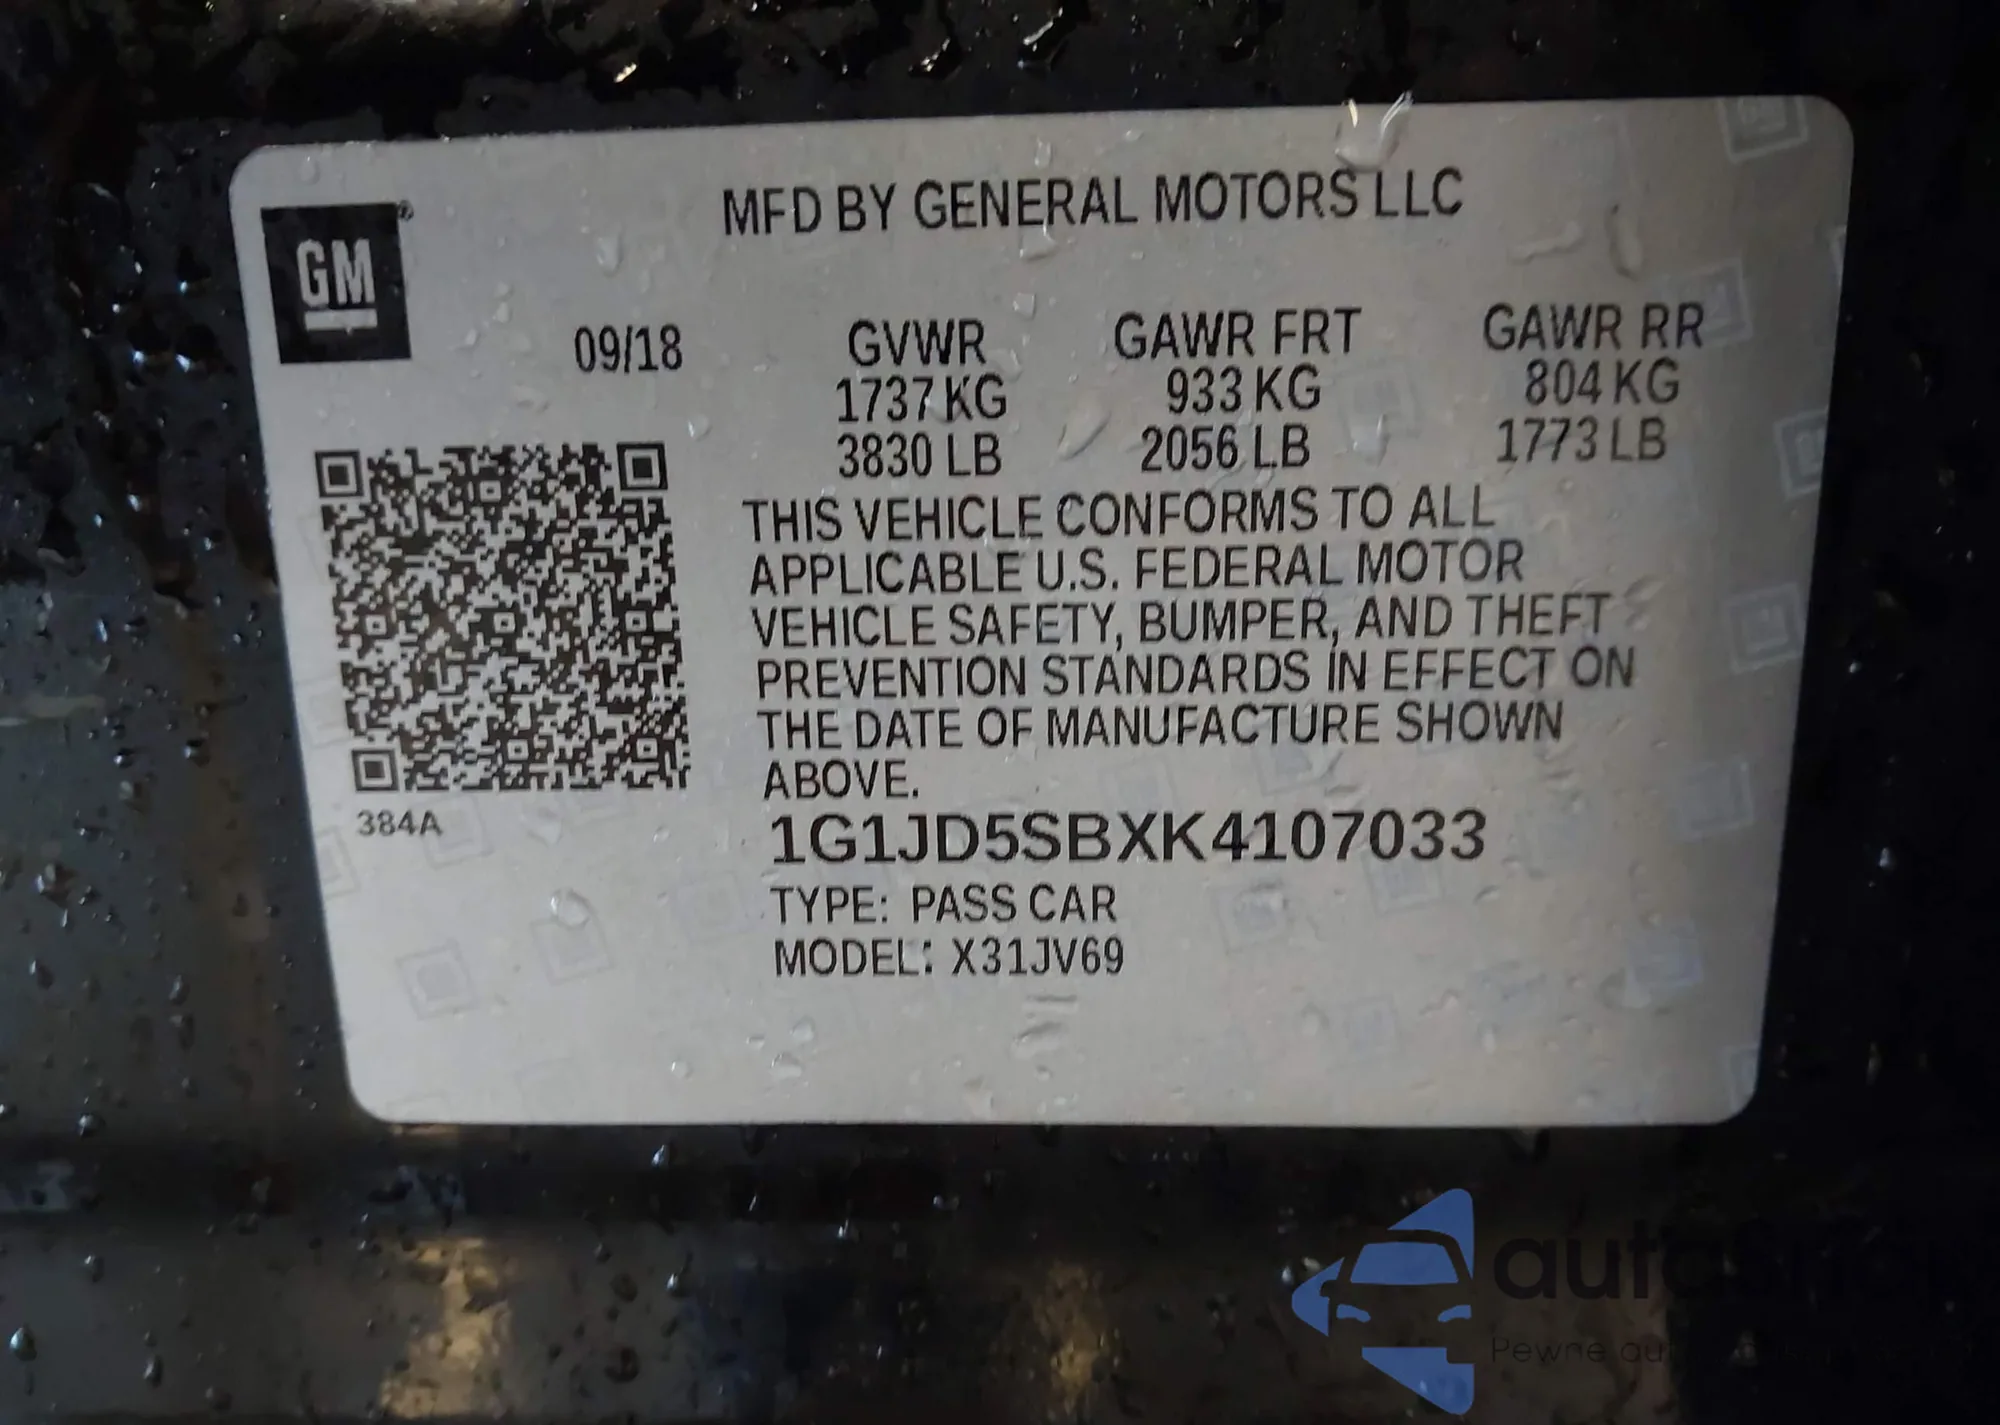 MFD BY GENERAL MOTORS LLC
GM
09/18
GVWR GAWR FRT GAWR RR
1737 KG 933 KG 804 KG
3830 LB 2056 LB 1773 LB
THIS VEHICLE CONFORMS TO ALL
APPLICABLE U.S. FEDERAL MOTOR
VEHICLE SAFETY, BUMPER, AND THEFT
PREVENTION STANDARDS IN EFFECT ON
THE DATE OF MANUFACTURE SHOWN
ABOVE.
384A
1G1JD5SBXK4107033
TYPE: PASS CAR
MODEL: X31JV69
Pewne